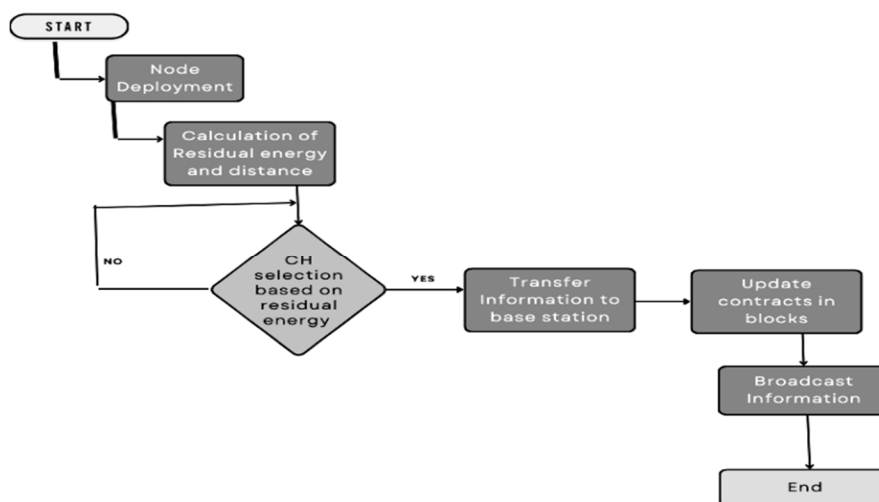 START
Node
Deployment
Calculation of
Residual energy
and distance
NO
CH
selection
based on
residual
energy
YES
Transfer
Information to
base station
Update
contracts in
blocks
Broadcast
Information
End